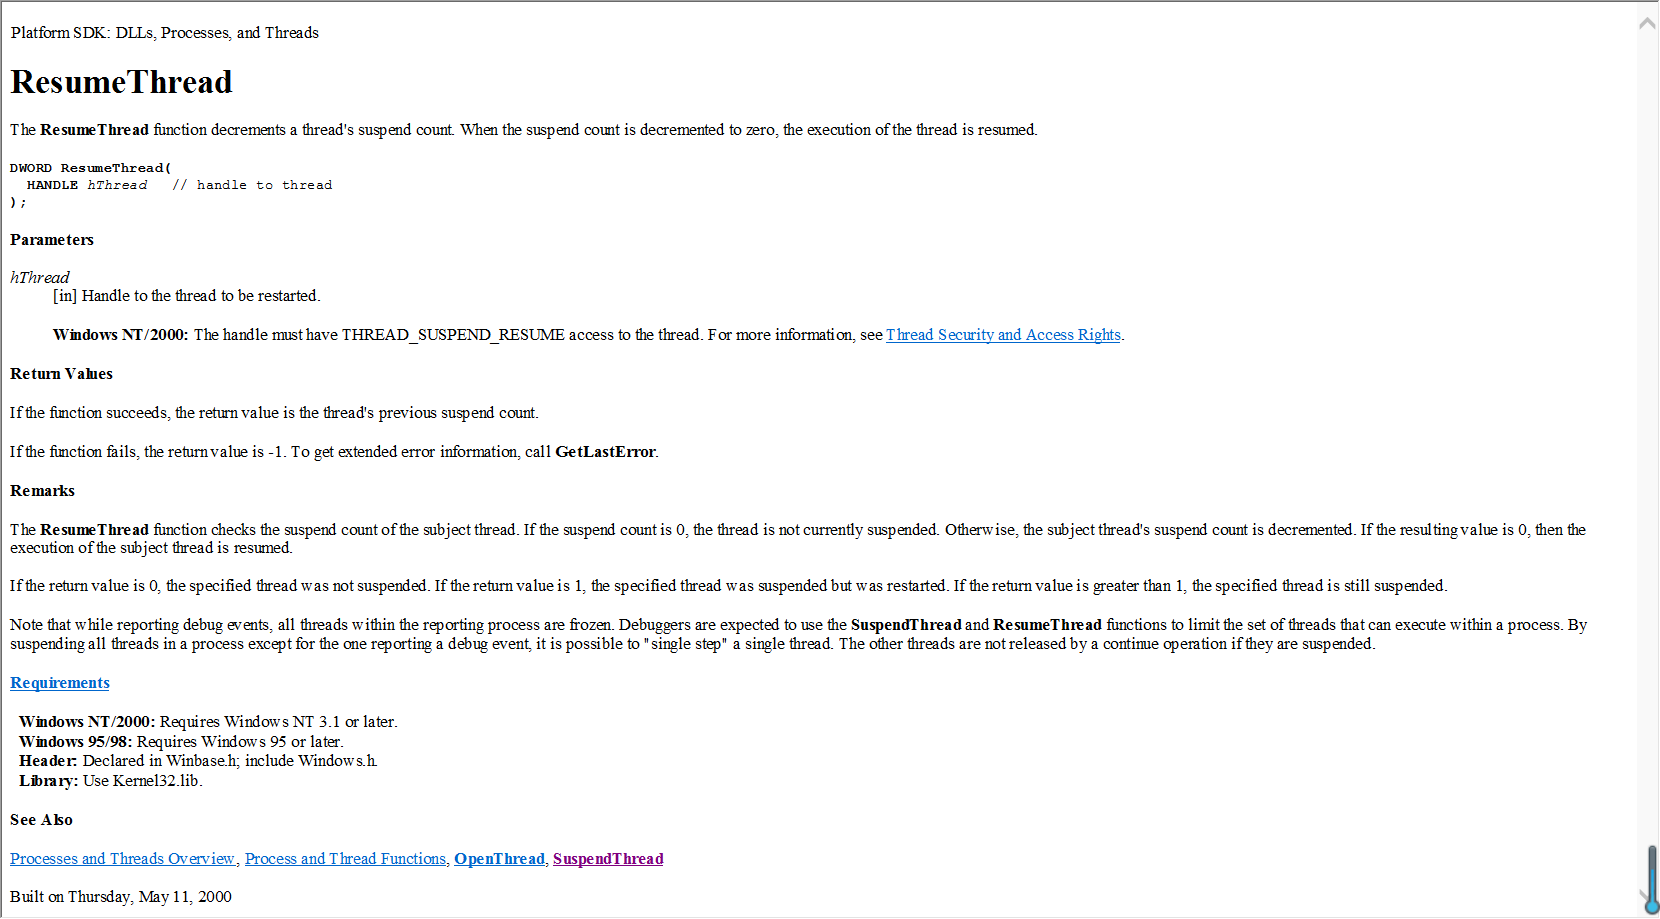 Platform SDK: DLLs, Processes, and Threads
ResumeThread
The ResumeThread function decrements a thread's suspend count. When the suspend count is decremented to zero, the execution of the thread is resumed.
DWORD ResumeThread(
  HANDLE hThread   // handle to thread
);
Parameters
hThread
[in] Handle to the thread to be restarted.
Windows NT/2000: The handle must have THREAD_SUSPEND_RESUME access to the thread. For more information, see Thread Security and Access Rights.
Return Values
If the function succeeds, the return value is the thread's previous suspend count.
If the function fails, the return value is -1. To get extended error information, call GetLastError.
Remarks
The ResumeThread function checks the suspend count of the subject thread. If the suspend count is 0, the thread is not currently suspended. Otherwise, the subject thread's suspend count is decremented. If the resulting value is 0, then the
execution of the subject thread is resumed.
If the return value is 0, the specified thread was not suspended. If the return value is 1, the specified thread was suspended but was restarted. If the return value is greater than 1, the specified thread is still suspended.
Note that while reporting debug events, all threads within the reporting process are frozen. Debuggers are expected to use the SuspendThread and ResumeThread functions to limit the set of threads that can execute within a process. By
suspending all threads in a process except for the one reporting a debug event, it is possible to "single step" a single thread. The other threads are not released by a continue operation if they are suspended.
Requirements
Windows NT/2000: Requires Windows NT 3.1 or later.
Windows 95/98: Requires Windows 95 or later.
Header: Declared in Winbase.h; include Windows.h.
Library: Use Kernel32.lib.
See Also
Processes and Threads Overview, Process and Thread Functions, OpenThread, SuspendThread
Built on Thursday, May 11, 2000